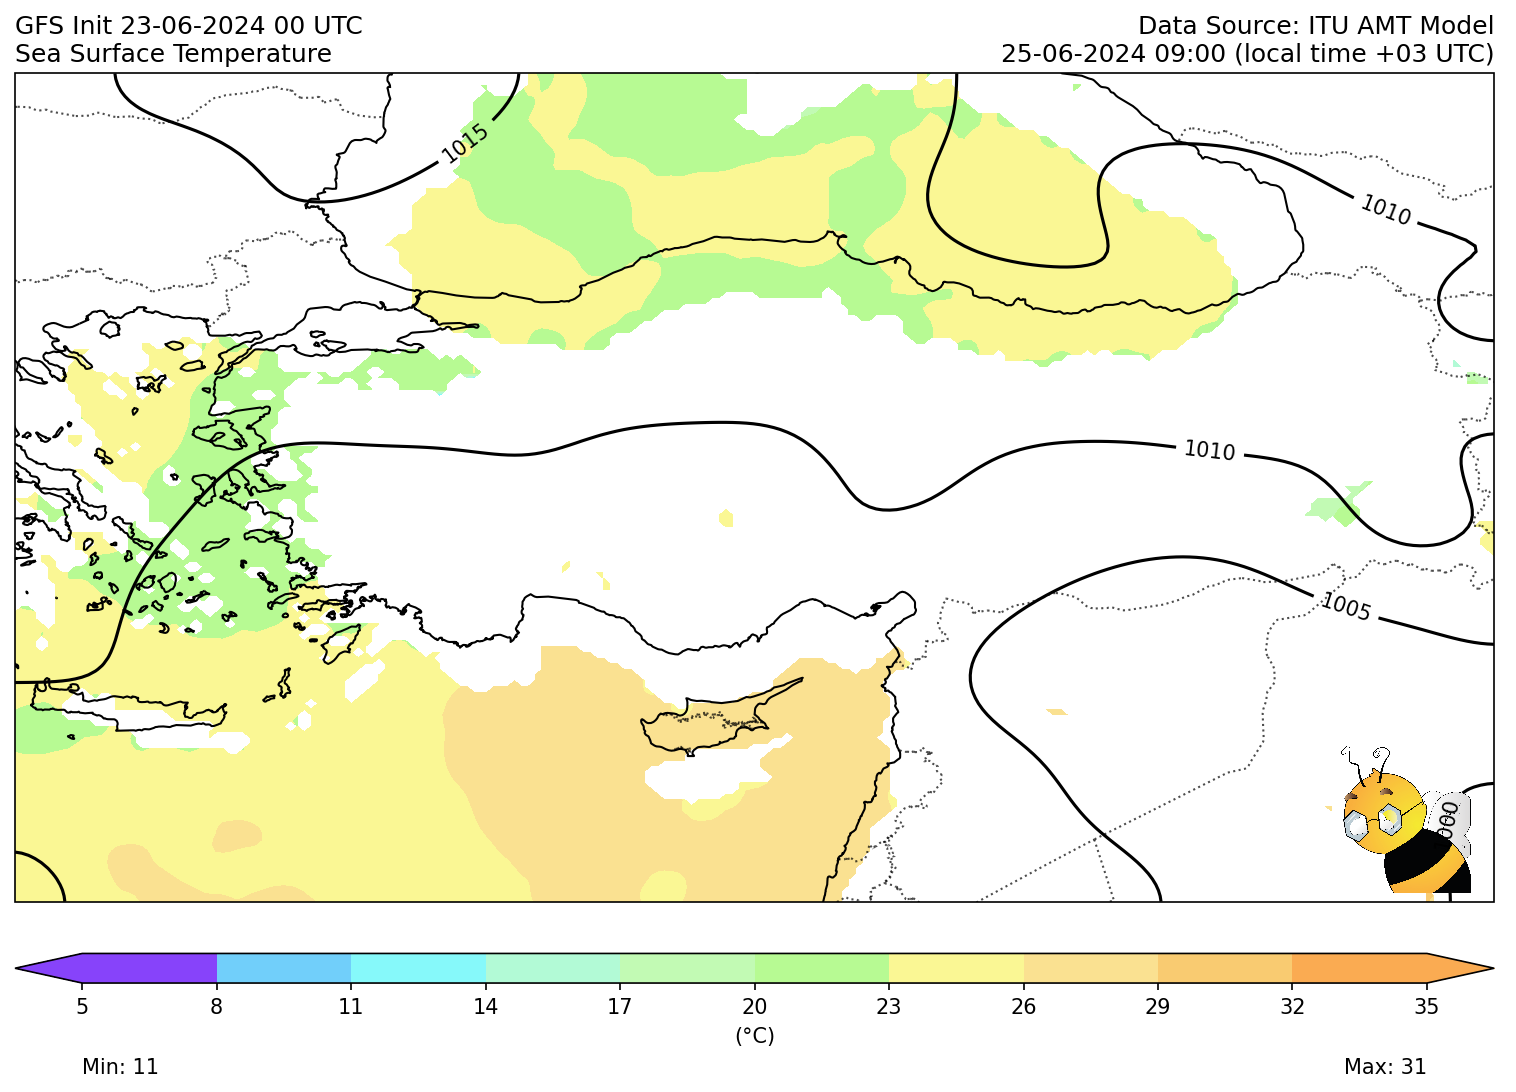 GFS Init 23-06-2024 00 UTC
Sea Surface Temperature
Data Source: ITU AMT Model
25-06-2024 09:00 (local time +03 UTC)
1015
1010
1010
1005
000
5 8 11 14 17 20 23 26 29 32 35
(°C)
Min: 11
Max: 31